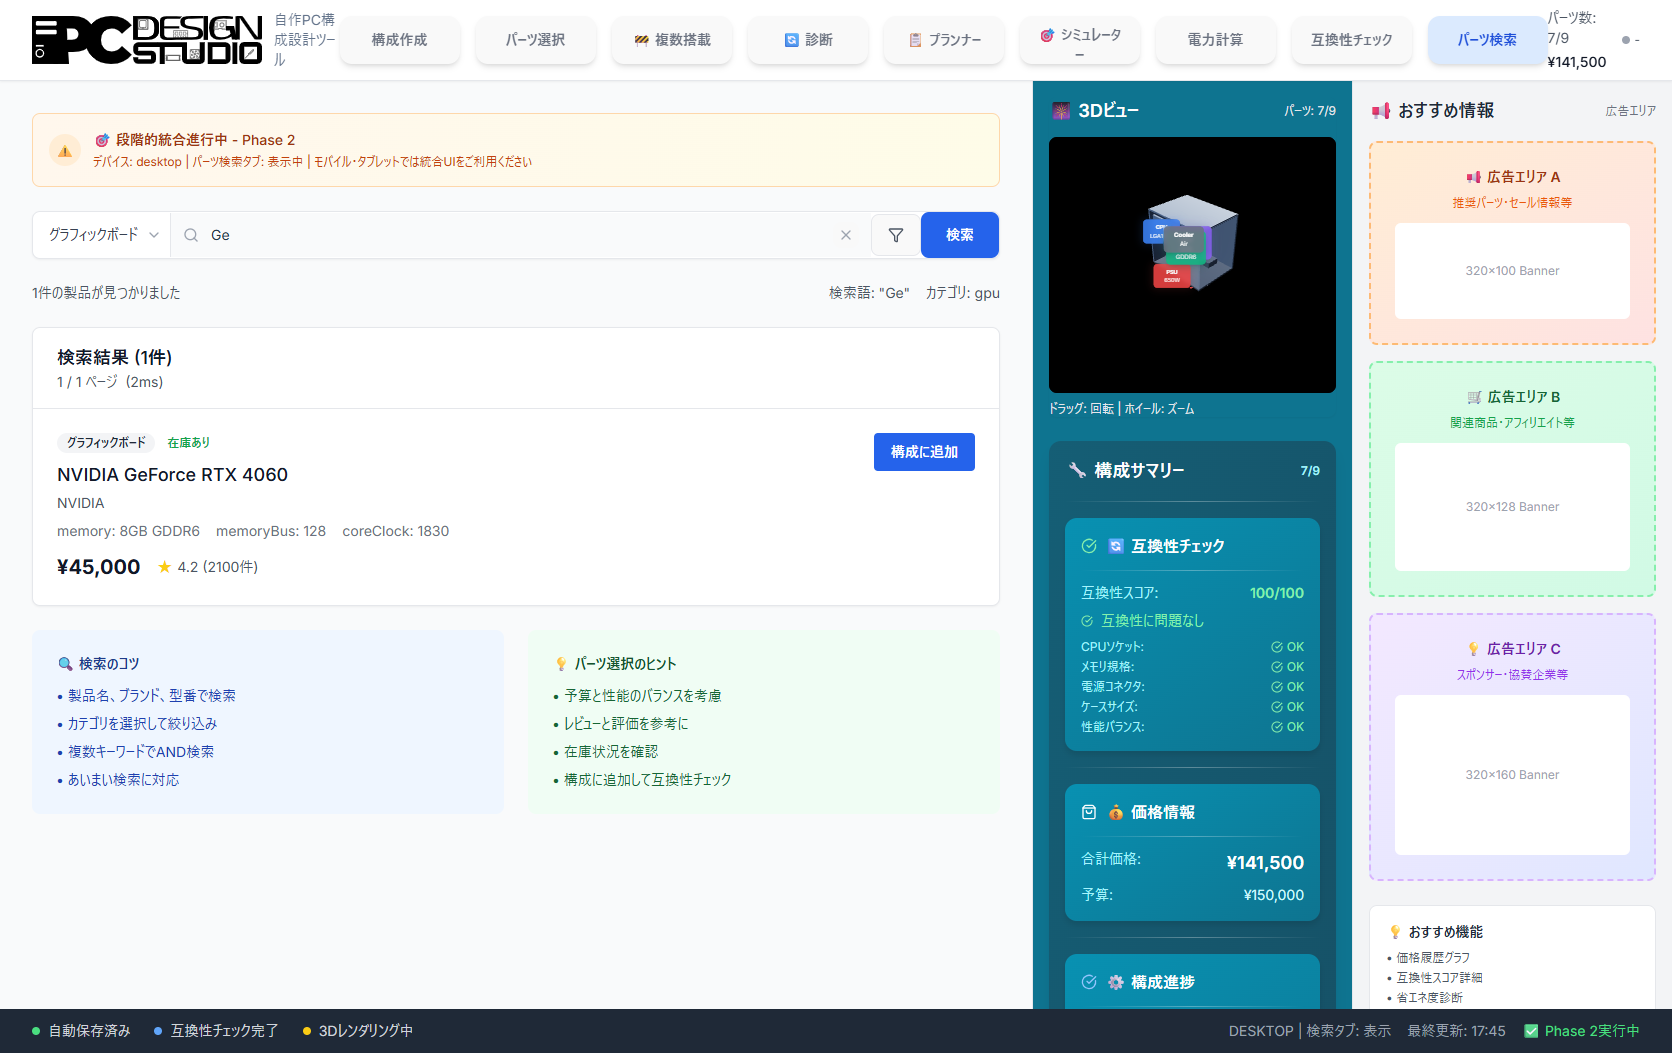 PC DESIGN STUDIO
自作PC構成設計ツール
構成作成
パーツ選択
🚧 複数搭載
🔄 診断
📋 プランナー
🎯 シミュレーター
電力計算
互換性チェック
パーツ検索
パーツ数: 7/9
¥141,500
-
🎯 段階的統合進行中 - Phase 2
デバイス: desktop | パーツ検索タブ: 表示中 | モバイル・タブレットでは統合UIをご利用ください
グラフィックボード
Ge
検索
1件の製品が見つかりました
検索語: "Ge" カテゴリ: gpu
検索結果 (1件)
1 / 1 ページ (2ms)
グラフィックボード 在庫あり
構成に追加
NVIDIA GeForce RTX 4060
NVIDIA
memory: 8GB GDDR6 memoryBus: 128 coreClock: 1830
¥45,000 ★ 4.2 (2100件)
🔍 検索のコツ
• 製品名、ブランド、型番で検索
• カテゴリを選択して絞り込み
• 複数キーワードでAND検索
• あいまい検索に対応
💡 パーツ選択のヒント
• 予算と性能のバランスを考慮
• レビューと評価を参考に
• 在庫状況を確認
• 構成に追加して互換性チェック
3Dビュー
パーツ: 7/9
Cooler
Air
GDDR6
PSU
650W
ドラッグ: 回転 | ホイール: ズーム
🔧 構成サマリー
7/9
🔄 互換性チェック
互換性スコア: 100/100
互換性に問題なし
CPUソケット: OK
メモリ規格: OK
電源コネクタ: OK
ケースサイズ: OK
性能バランス: OK
💰 価格情報
合計価格: ¥141,500
予算: ¥150,000
⚙️ 構成進捗
📢 おすすめ情報
広告エリア
📢 広告エリア A
推奨パーツ・セール情報等
320×100 Banner
🛒 広告エリア B
関連商品・アフィリエイト等
320×128 Banner
💡 広告エリア C
スポンサー・協賛企業等
320×160 Banner
💡 おすすめ機能
• 価格履歴グラフ
• 互換性スコア詳細
• 省エネ度診断
自動保存済み
互換性チェック完了
3Dレンダリング中
DESKTOP | 検索タブ: 表示
最終更新: 17:45
✅ Phase 2実行中